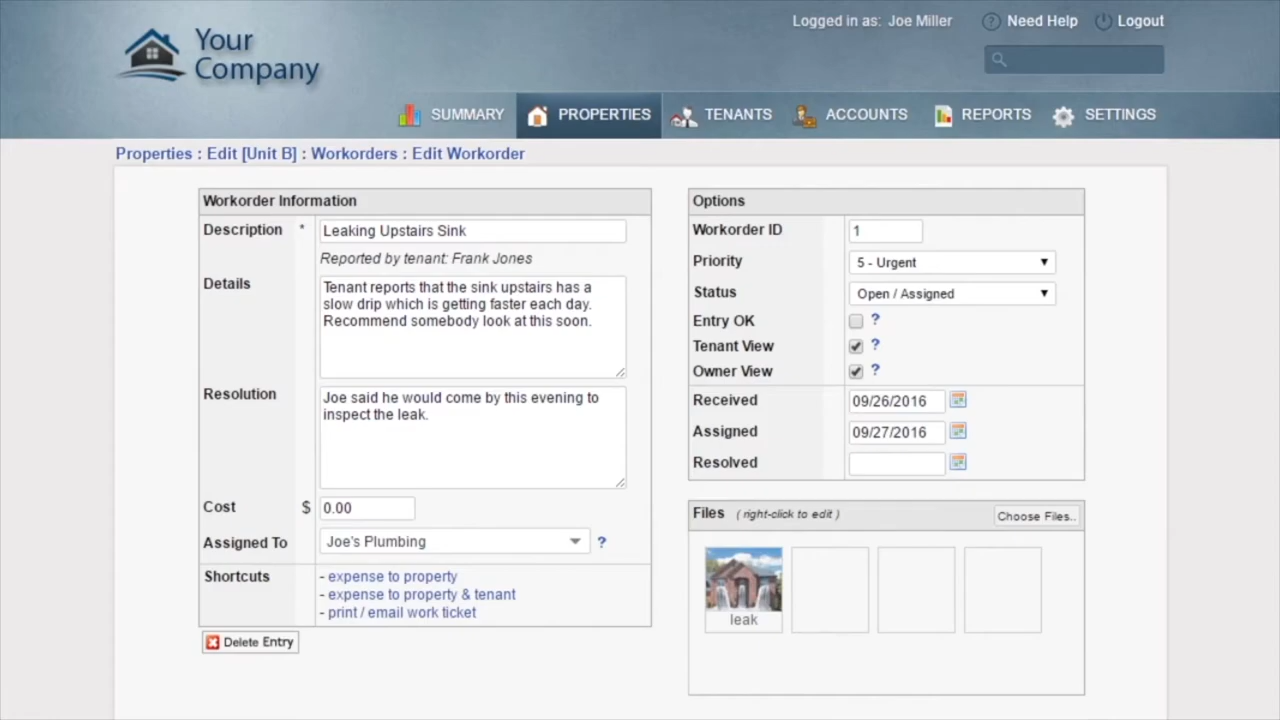 Logged in as: Joe Miller
? Need Help
Logout
Your
Company
SUMMARY
PROPERTIES
TENANTS
ACCOUNTS
REPORTS
SETTINGS
Properties : Edit [Unit B] : Workorders : Edit Workorder
Workorder Information
Description * Leaking Upstairs Sink
Reported by tenant: Frank Jones
Details
Tenant reports that the sink upstairs has a
slow drip which is getting faster each day.
Recommend somebody look at this soon.
Resolution
Joe said he would come by this evening to
inspect the leak.
Cost $ 0.00
Assigned To Joe's Plumbing ?
Shortcuts
- expense to property
- expense to property & tenant
- print / email work ticket
Delete Entry
Options
Workorder ID 1
Priority 5 - Urgent
Status Open / Assigned
Entry OK ?
Tenant View ?
Owner View ?
Received 09/26/2016
Assigned 09/27/2016
Resolved
Files ( right-click to edit ) Choose Files..
leak